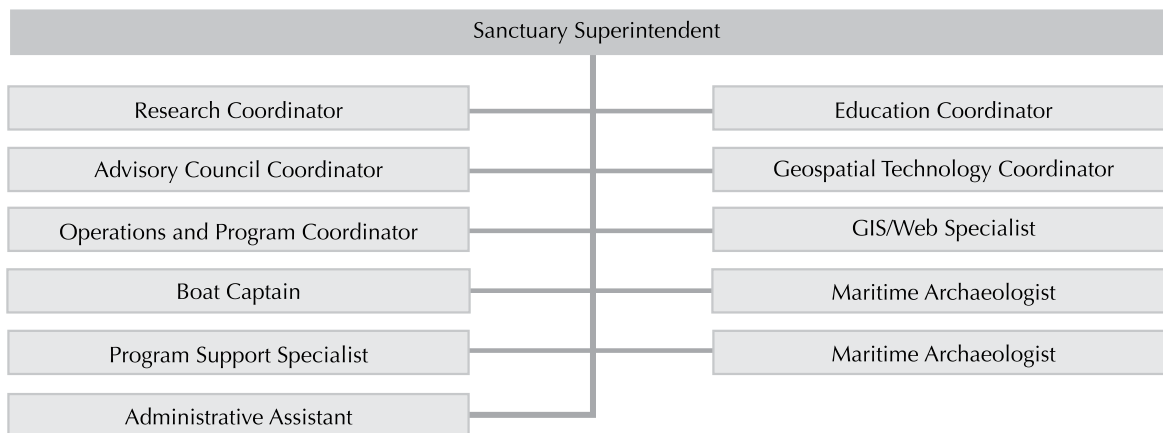 Sanctuary Superintendent
Research Coordinator
Education Coordinator
Advisory Council Coordinator
Geospatial Technology Coordinator
Operations and Program Coordinator
GIS/Web Specialist
Boat Captain
Maritime Archaeologist
Program Support Specialist
Maritime Archaeologist
Administrative Assistant